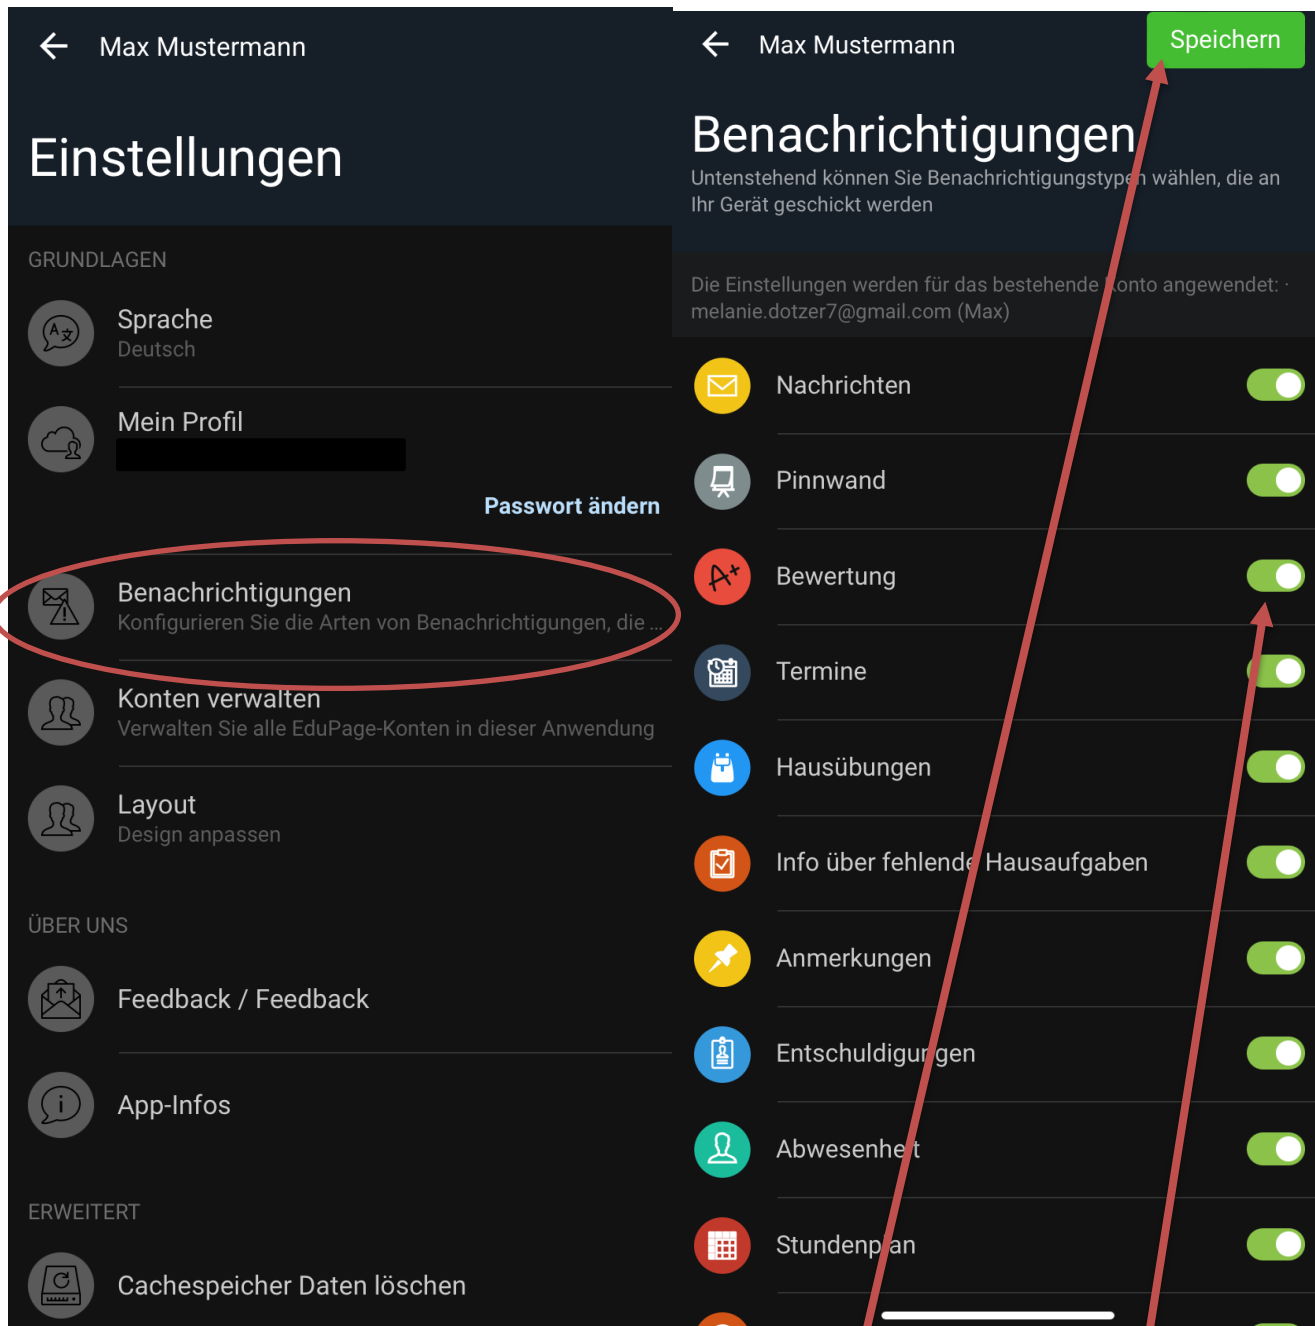 Max Mustermann
Einstellungen
GRUNDLAGEN
Sprache
Deutsch
Mein Profil
Passwort ändern
Benachrichtigungen
Konfigurieren Sie die Arten von Benachrichtigungen, die ...
Konten verwalten
Verwalten Sie alle EduPage-Konten in dieser Anwendung
Layout
Design anpassen
ÜBER UNS
Feedback / Feedback
App-Infos
ERWEITERT
Cachespeicher Daten löschen
Max Mustermann
Speichern
Benachrichtigungen
Untenstehend können Sie Benachrichtigungstypen wählen, die an
Ihr Gerät geschickt werden
Die Einstellungen werden für das bestehende Konto angewendet: ·
melanie.dotzer7@gmail.com (Max)
Nachrichten
Pinnwand
A+
Bewertung
Termine
Hausübungen
Info über fehlende Hausaufgaben
Anmerkungen
Entschuldigungen
Abwesenheit
Stundenplan